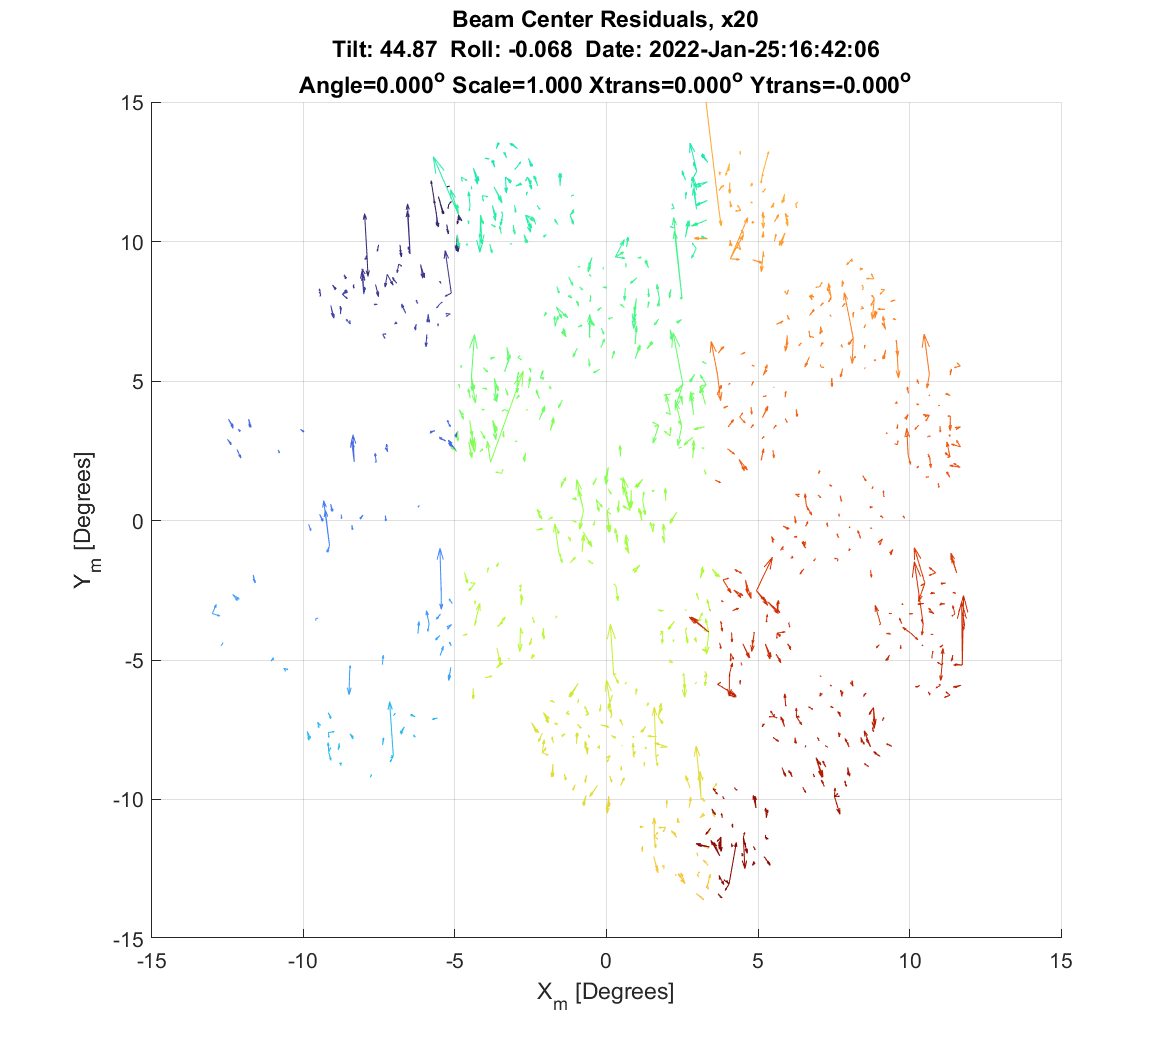 Beam Center Residuals, x20
Tilt: 44.87 Roll: -0.068 Date: 2022-Jan-25:16:42:06
Angle=0.000° Scale=1.000 Xtrans=0.000° Ytrans=-0.000°
15
10
5
0
-5
-10
-15
Y_m [Degrees]
-15 -10 -5 0 5 10 15
X_m [Degrees]